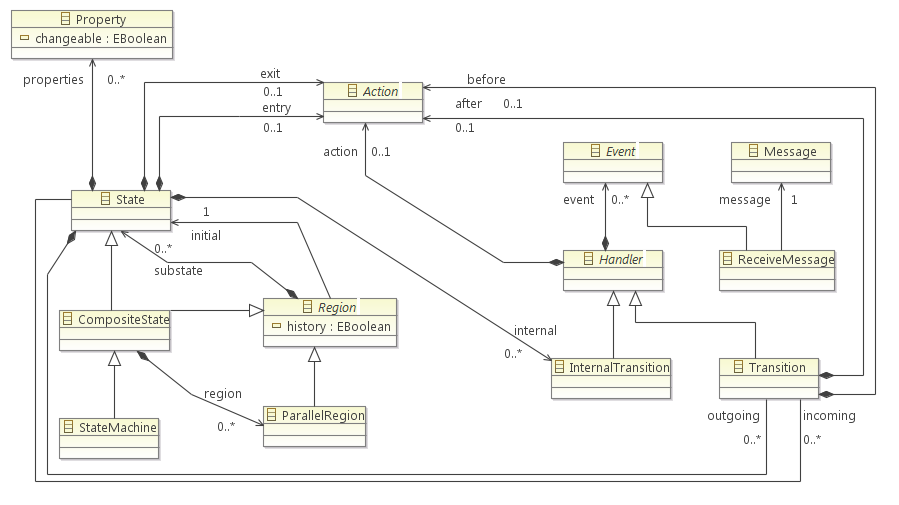 Property
changeable : EBoolean
properties
0..*
exit
0..1
entry
0..1
Action
before
after
0..1
0..1
action
0..1
Event
Message
event
0..*
message
1
State
1
initial
0..*
substate
Handler
ReceiveMessage
CompositeState
Region
history : EBoolean
internal
0..*
InternalTransition
Transition
region
0..*
StateMachine
ParallelRegion
outgoing
incoming
0..*
0..*